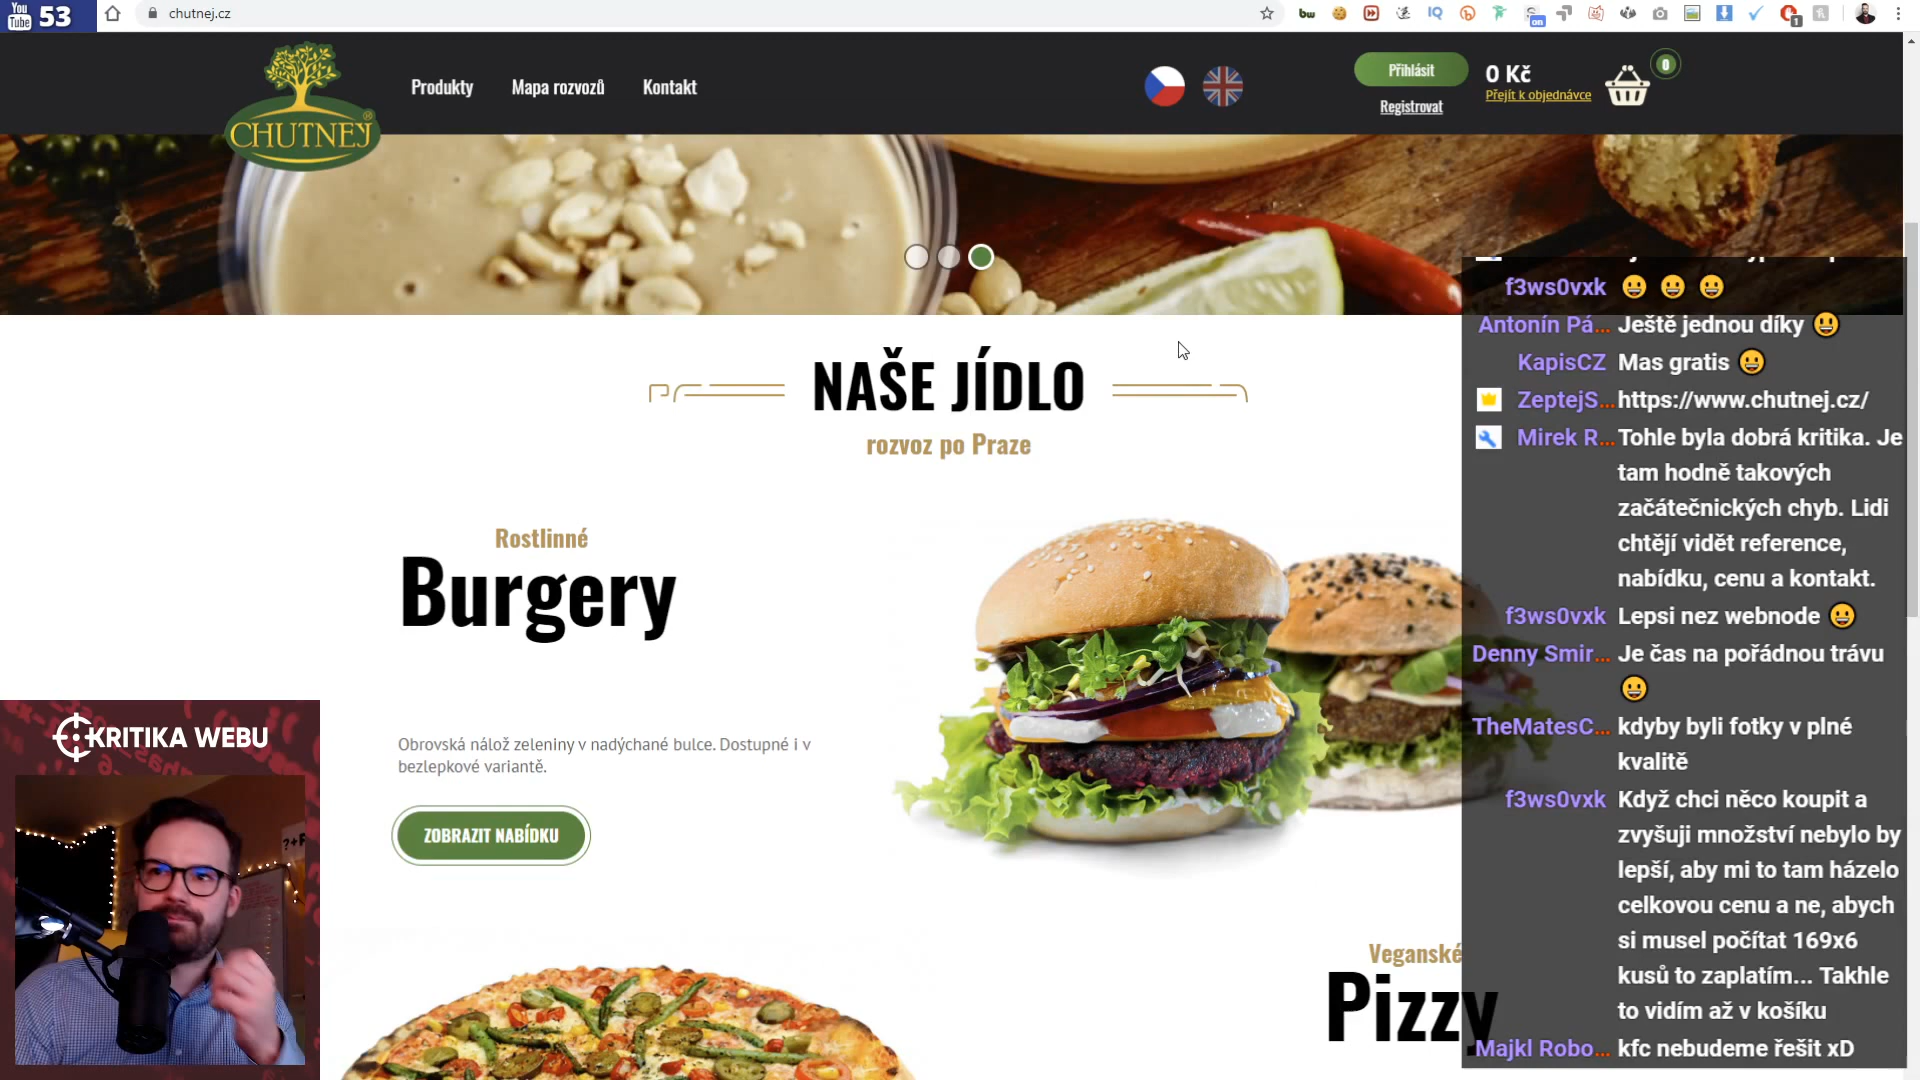 You
Tube 53
chutnej.cz
CHUTNEJ®
Produkty
Mapa rozvozů
Kontakt
Přihlásit
Registrovat
0 Kč
Přejít k objednávce
0
NAŠE JÍDLO
rozvoz po Praze
Rostlinné
Burgery
Obrovská nálož zeleniny v nadýchané bulce. Dostupné i v
bezlepkové variantě.
ZOBRAZIT NABÍDKU
Veganské
Pizzy
KRITIKA WEBU
f3ws0vxk 😀 😀 😀
Antonín Pá... Ještě jednou díky 😀
KapisCZ Mas gratis 😀
ZeptejS... https://www.chutnej.cz/
Mirek R... Tohle byla dobrá kritika. Je
tam hodně takových
začátečnických chyb. Lidi
chtějí vidět reference,
nabídku, cenu a kontakt.
f3ws0vxk Lepsi nez webnode 😀
Denny Smir... Je čas na pořádnou trávu
😀
TheMatesC... kdyby byli fotky v plné
kvalitě
f3ws0vxk Když chci něco koupit a
zvyšuji množství nebylo by
lepší, aby mi to tam házelo
celkovou cenu a ne, abych
si musel počítat 169x6
kusů to zaplatím... Takhle
to vidím až v košíku
Majkl Robo... kfc nebudeme řešit xD